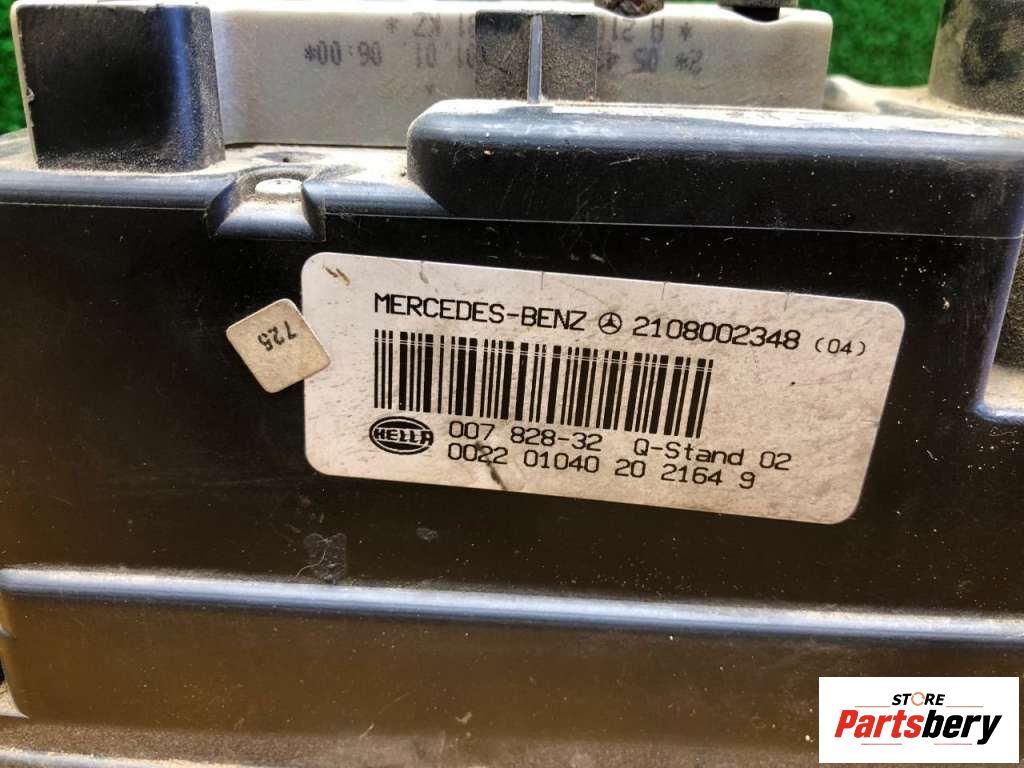 MERCEDES-BENZ 2108002348 (04)
725
HELLA
007 828-32 Q-Stand 02
0022 01040 20 2164 9
STORE
Partsbery